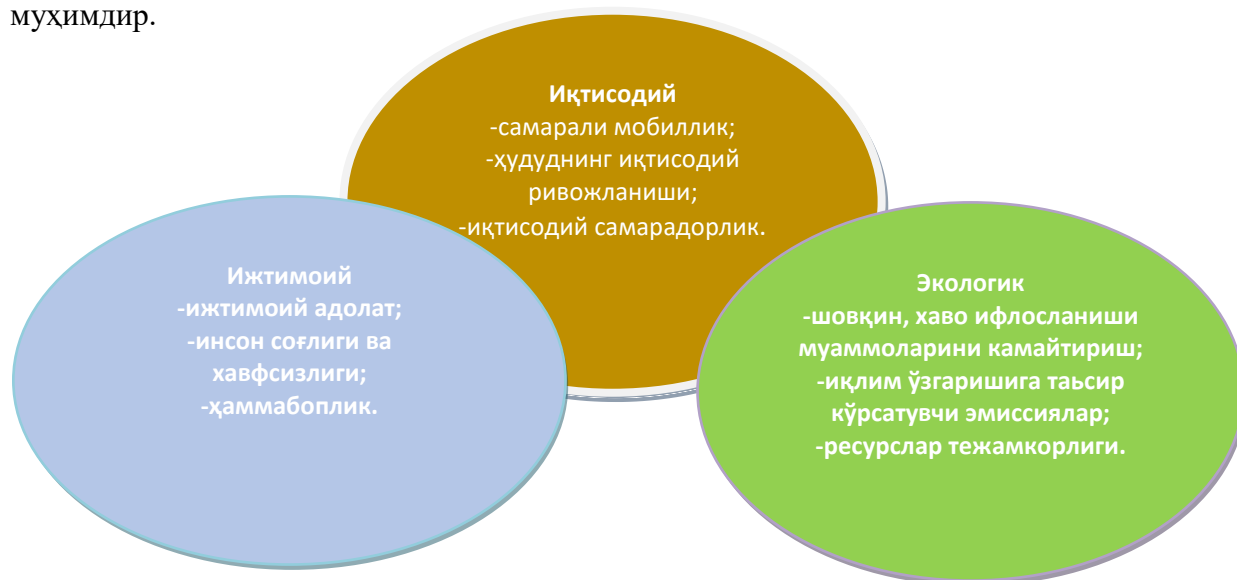 муҳимдир.
Иқтисодий
-самарали мобиллик;
-ҳудуднинг иқтисодий
ривожланиши;
-иқтисодий самарадорлик.
Ижтимоий
-ижтимоий адолат;
-инсон соғлиги ва
хавфсизлиги;
-ҳаммабоплик.
Экологик
-шовқин, хаво ифлосланиши
муаммоларини камайтириш;
-иқлим ўзгаришига таъсир
кўрсатувчи эмиссиялар;
-ресурслар тежамкорлиги.